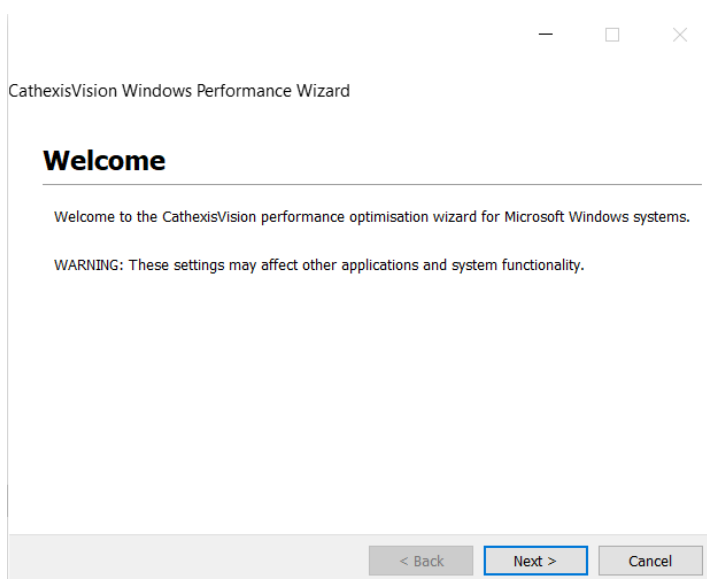 CathexisVision Windows Performance Wizard
Welcome
Welcome to the CathexisVision performance optimisation wizard for Microsoft Windows systems.
WARNING: These settings may affect other applications and system functionality.
< Back
Next >
Cancel